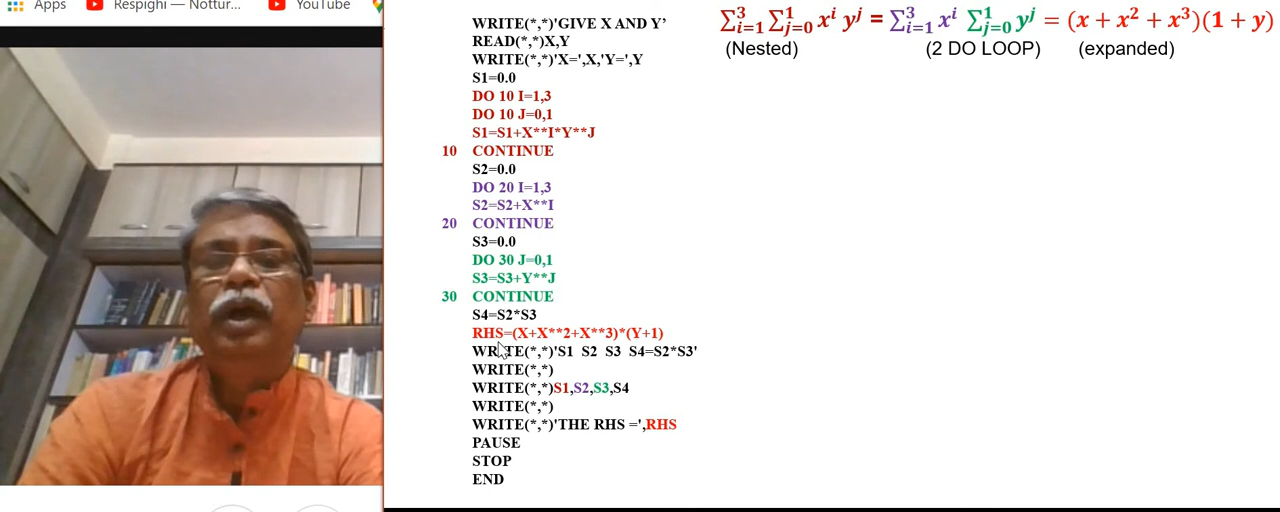 Apps
Respighi — Nottur...
YouTube
WRITE(*,*)'GIVE X AND Y’
READ(*,*)X,Y
WRITE(*,*)'X=',X,'Y=',Y
S1=0.0
DO 10 I=1,3
DO 10 J=0,1
S1=S1+X**I*Y**J
10 CONTINUE
S2=0.0
DO 20 I=1,3
S2=S2+X**I
20 CONTINUE
S3=0.0
DO 30 J=0,1
S3=S3+Y**J
30 CONTINUE
S4=S2*S3
RHS=(X+X**2+X**3)*(Y+1)
WRITE(*,*)'S1 S2 S3 S4=S2*S3'
WRITE(*,*)
WRITE(*,*)S1,S2,S3,S4
WRITE(*,*)
WRITE(*,*)'THE RHS =',RHS
PAUSE
STOP
END
∑³ᵢ₌₁ ∑¹ⱼ₌₀ xⁱ yʲ = ∑³ᵢ₌₁ xⁱ ∑¹ⱼ₌₀ yʲ = (x + x² + x³)(1 + y)
(Nested) (2 DO LOOP) (expanded)